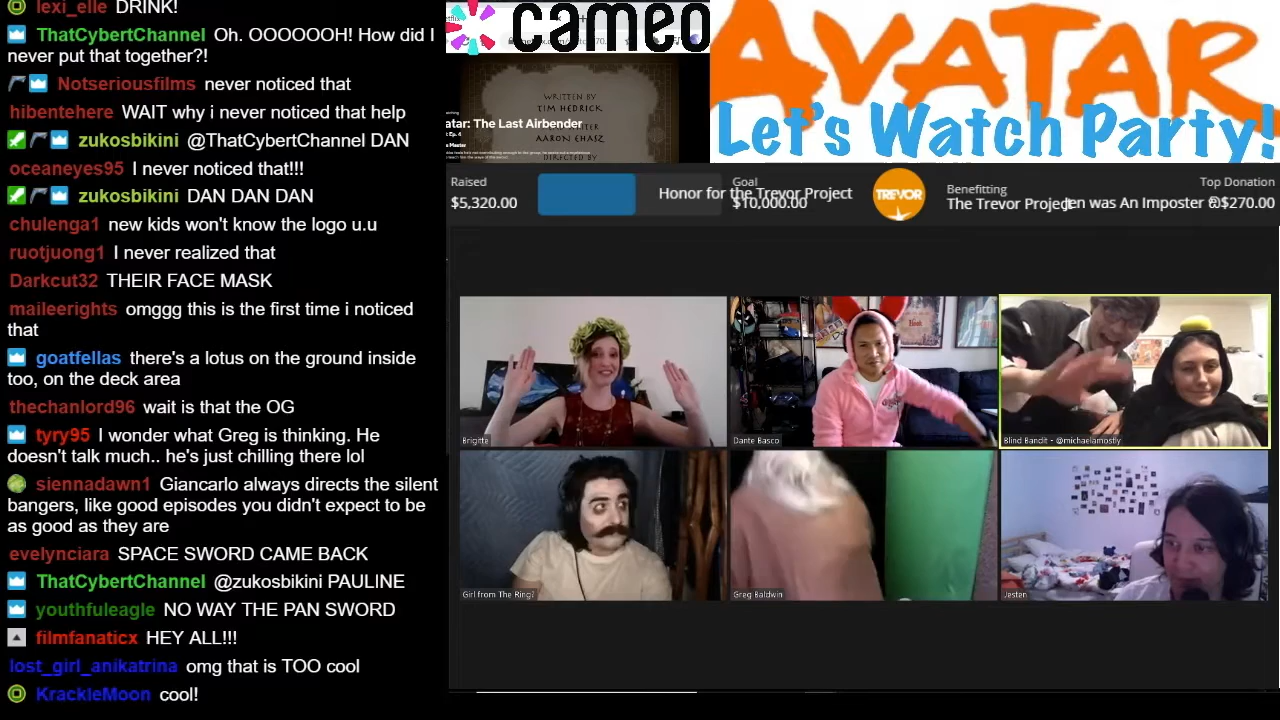 lexi_elle DRINK!
ThatCybertChannel Oh. OOOOOOH! How did I
never put that together?!
Notseriousfilms never noticed that
hibentehere WAIT why i never noticed that help
zukosbikini @ThatCybertChannel DAN
oceaneyes95 I never noticed that!!!
zukosbikini DAN DAN DAN
chulenga1 new kids won't know the logo u.u
ruotjuong1 I never realized that
Darkcut32 THEIR FACE MASK
maileerights omggg this is the first time i noticed
that
goatfellas there's a lotus on the ground inside
too, on the deck area
thechanlord96 wait is that the OG
tyry95 I wonder what Greg is thinking. He
doesn't talk much.. he's just chilling there lol
siennadawn1 Giancarlo always directs the silent
bangers, like good episodes you didn't expect to be
as good as they are
evelynciara SPACE SWORD CAME BACK
ThatCybertChannel @zukosbikini PAULINE
youthfuleagle NO WAY THE PAN SWORD
filmfanaticx HEY ALL!!!
lost_girl_anikatrina omg that is TOO cool
KrackleMoon cool!
cameo
WRITTEN BY
TIM HEDRICK
atar: The Last Airbender
AARON EHASZ
DIRECTED BY
AVATAR
Let's Watch Party!
Raised
$5,320.00
Honor for the Trevor Project
Goal
$10,000.00
TREVOR
Benefitting
The Trevor Project
Top Donation
Jen was An Imposter
$270.00
Brigitte
Dante Basco
Blind Bandit - @michaelamostly
Girl from The Ring?
Greg Baldwin
Jesten